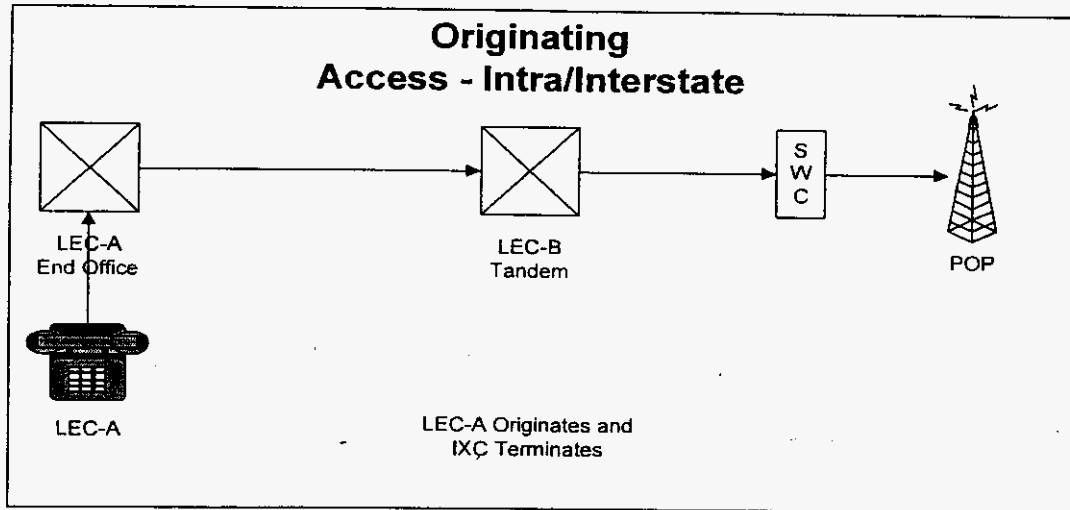 Originating
Access - Intra/Interstate
S
W
C
LEC-A
End Office
LEC-B
Tandem
POP
LEC-A
LEC-A Originates and
IXC Terminates